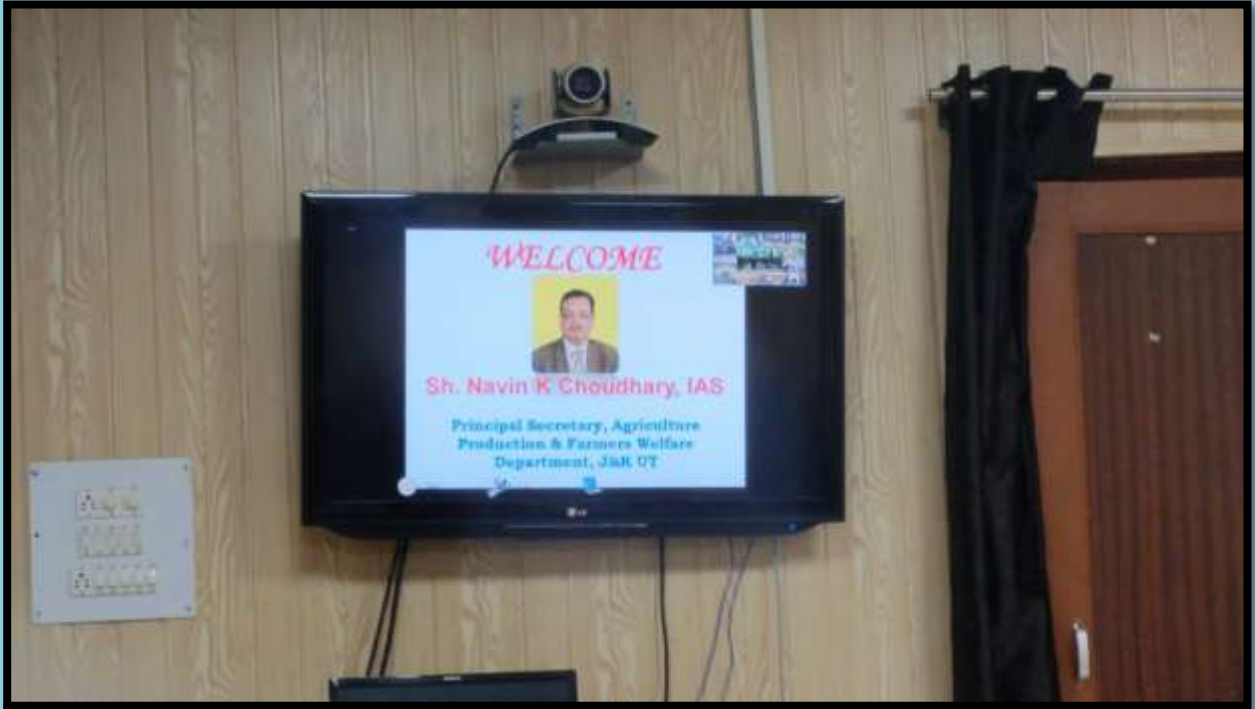 WELCOME
Sh. Navin K Choudhary, IAS
Principal Secretary, Agriculture
Production & Farmers Welfare
Department, J&K UT
LG